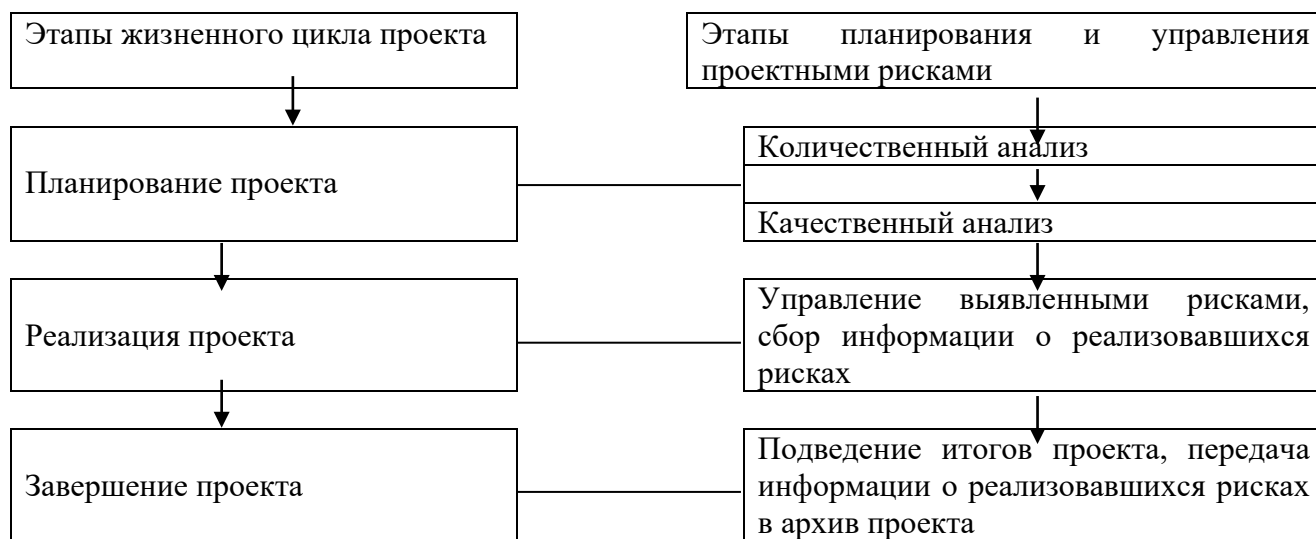 Этапы жизненного цикла проекта
Этапы планирования и управления
проектными рисками
Планирование проекта
Количественный анализ
Качественный анализ
Реализация проекта
Управление выявленными рисками,
сбор информации о реализовавшихся
рисках
Завершение проекта
Подведение итогов проекта, передача
информации о реализовавшихся рисках
в архив проекта